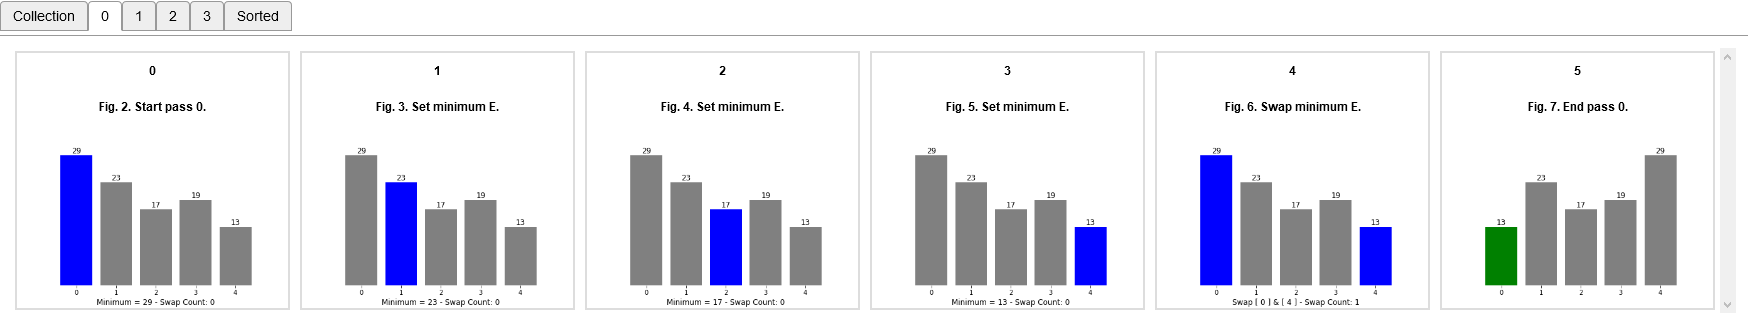 Collection 0 1 2 3 Sorted
0
Fig. 2. Start pass 0.
29
23
17
19
13
0 1 2 3 4
Minimum = 29 - Swap Count: 0
1
Fig. 3. Set minimum E.
29
23
17
19
13
0 1 2 3 4
Minimum = 23 - Swap Count: 0
2
Fig. 4. Set minimum E.
29
23
17
19
13
0 1 2 3 4
Minimum = 17 - Swap Count: 0
3
Fig. 5. Set minimum E.
29
23
17
19
13
0 1 2 3 4
Minimum = 13 - Swap Count: 0
4
Fig. 6. Swap minimum E.
29
23
17
19
13
0 1 2 3 4
Swap [ 0 ] & [ 4 ] - Swap Count: 1
5
Fig. 7. End pass 0.
13
23
17
19
29
0 1 2 3 4